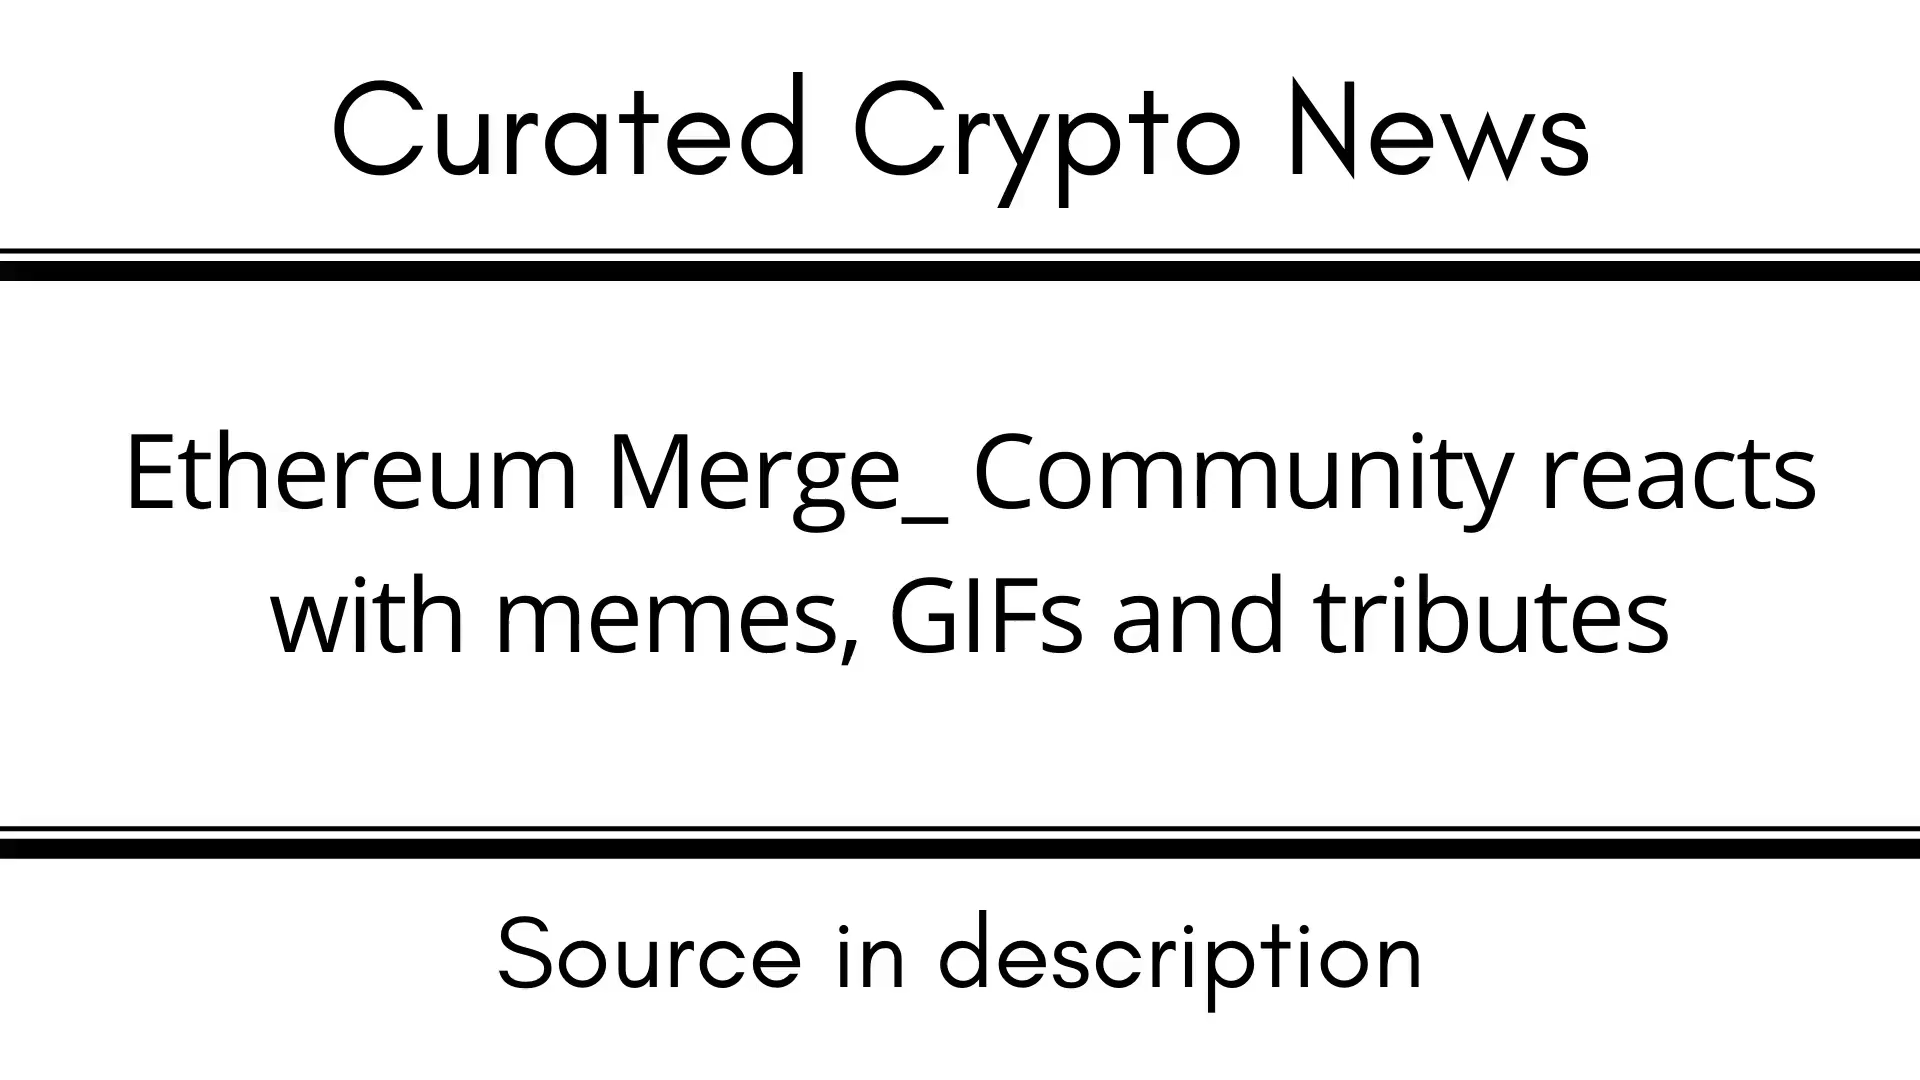 Curated Crypto News
Ethereum Merge_ Community reacts
with memes, GIFs and tributes
Source in description